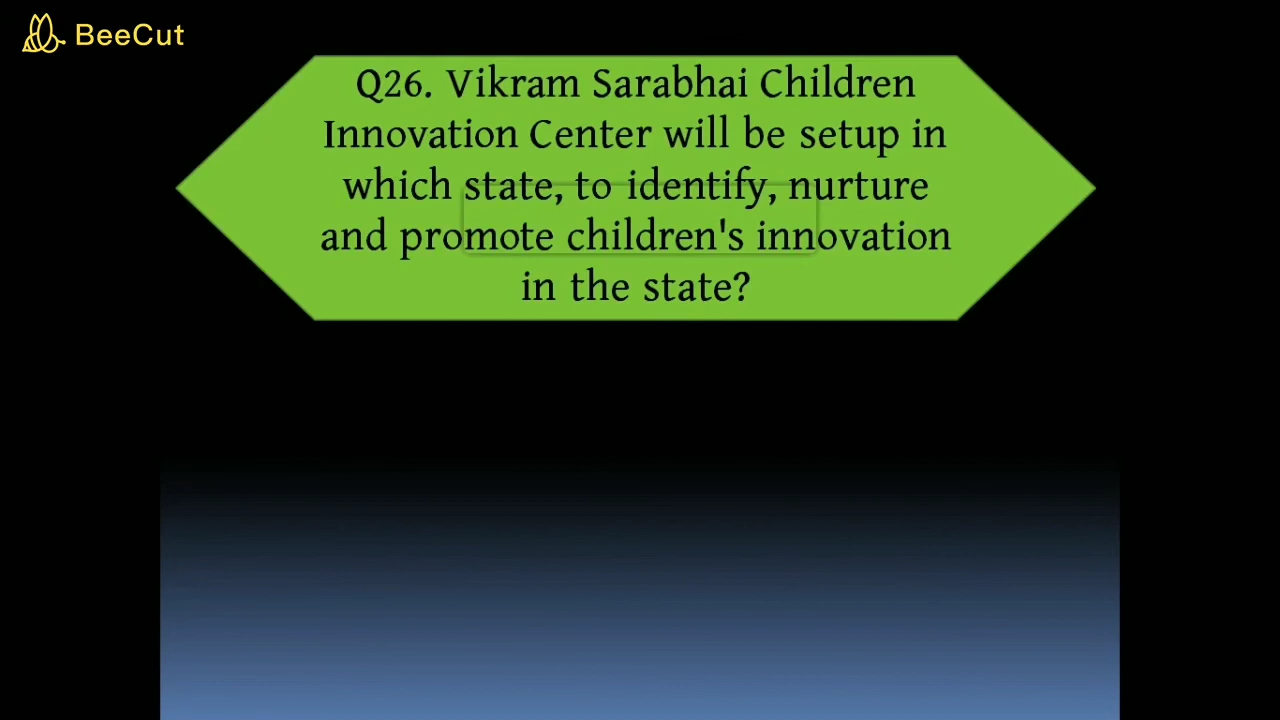 BeeCut
Q26. Vikram Sarabhai Children
Innovation Center will be setup in
which state, to identify, nurture
and promote children's innovation
in the state?